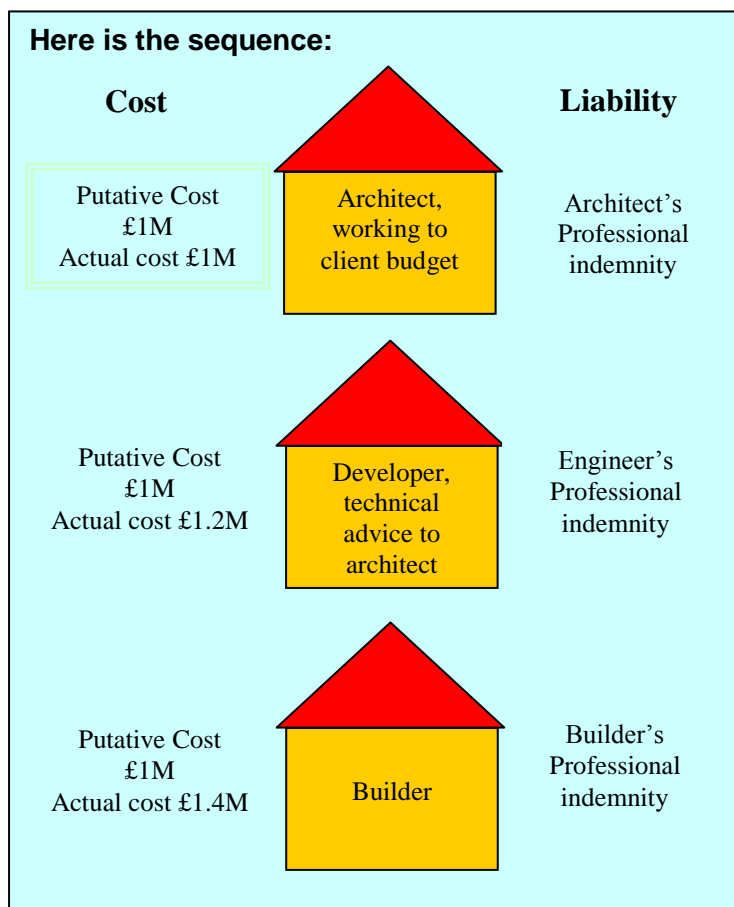 Here is the sequence:
Cost
Liability
Putative Cost
£1M
Actual cost £1M
Architect,
working to
client budget
Architect’s
Professional
indemnity
Putative Cost
£1M
Actual cost £1.2M
Developer,
technical
advice to
architect
Engineer’s
Professional
indemnity
Putative Cost
£1M
Actual cost £1.4M
Builder
Builder’s
Professional
indemnity